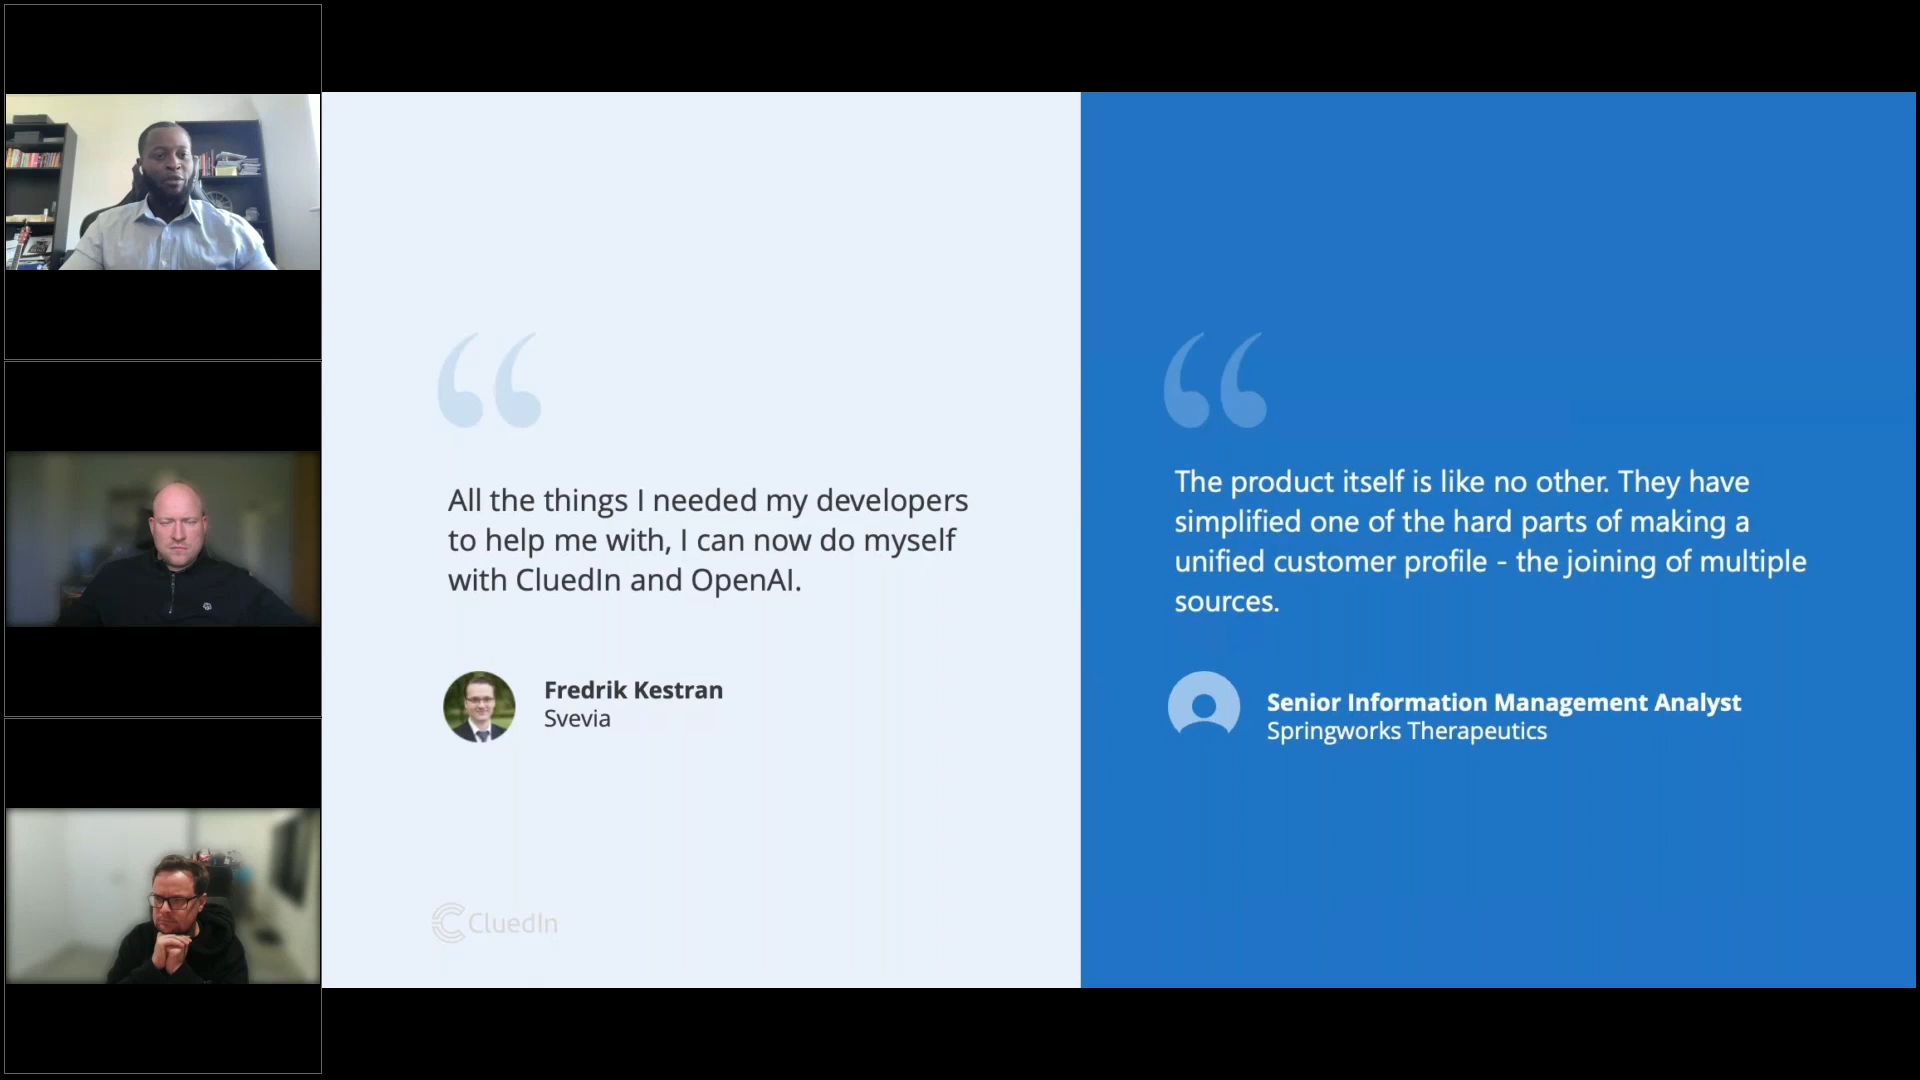 All the things I needed my developers
to help me with, I can now do myself
with CluedIn and OpenAI.
Fredrik Kestran
Svevia
CluedIn
The product itself is like no other. They have
simplified one of the hard parts of making a
unified customer profile - the joining of multiple
sources.
Senior Information Management Analyst
Springworks Therapeutics